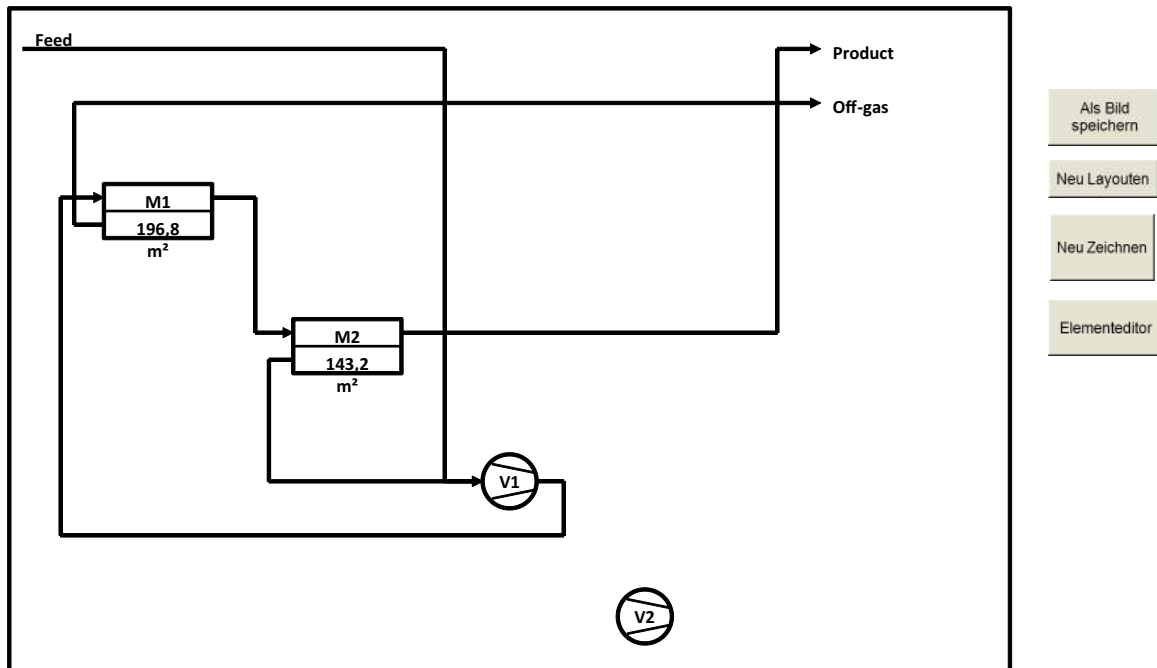 Feed
Product
Off-gas
M1
196,8
m²
M2
143,2
m²
V1
V2
Als Bild
speichern
Neu Layouten
Neu Zeichnen
Elementeditor